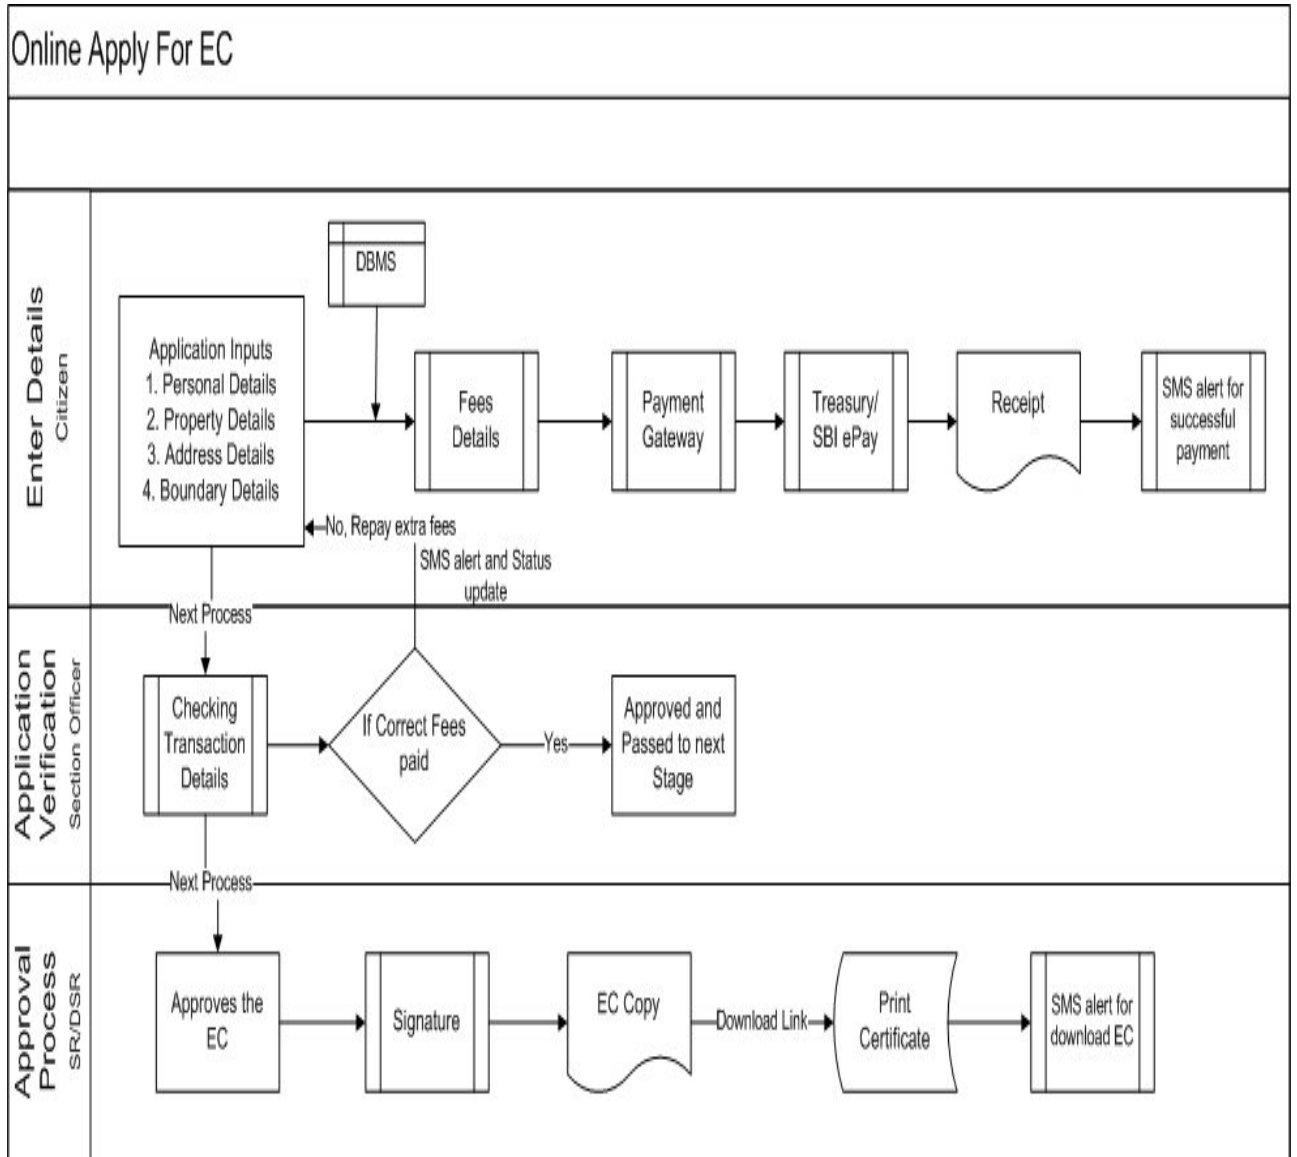 Online Apply For EC
Enter Details
Citizen
DBMS
Application Inputs
1. Personal Details
2. Property Details
3. Address Details
4. Boundary Details
Fees
Details
Payment
Gateway
Treasury/
SBI ePay
Receipt
SMS alert for
successful
payment
No, Repay extra fees
SMS alert and Status
update
Next Process
Application
Verification
Section Officer
Checking
Transaction
Details
If Correct Fees
paid
Yes
Approved and
Passed to next
Stage
Next Process
Approval
Process
SR/DSR
Approves the
EC
Signature
EC Copy
Download Link
Print
Certificate
SMS alert for
download EC